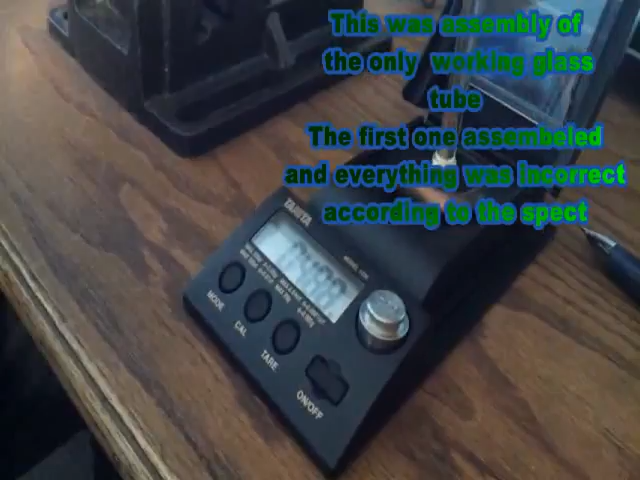 This was assembly of
the only working glass
tube
The first one assembeled
and everything was incorrect
according to the spect
TANITA
MODE
CAL
TARE
ON/OFF